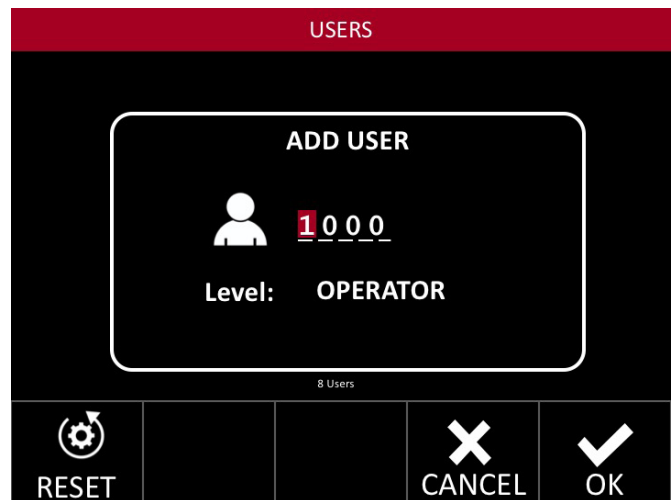 USERS
ADD USER
1000
Level: OPERATOR
8 Users
RESET CANCEL OK